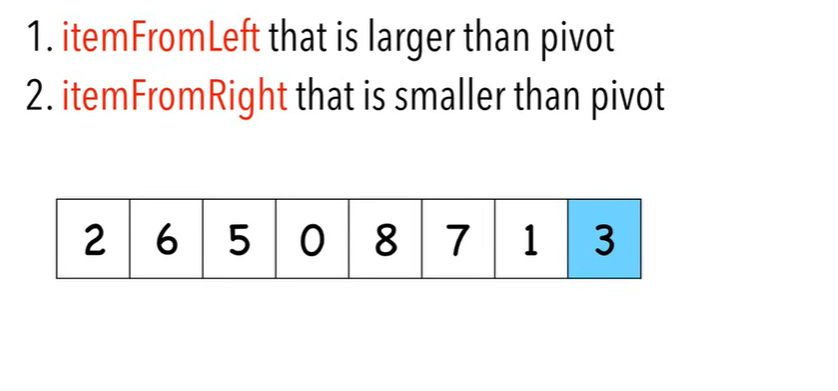 1. itemFromLeft that is larger than pivot
2. itemFromRight that is smaller than pivot
2 6 5 0 8 7 1 3